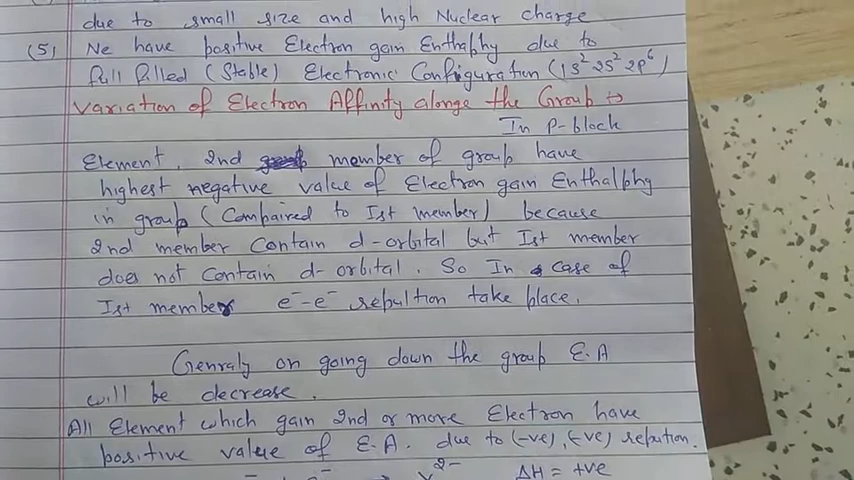 due to small size and high Nuclear charge
(5) Ne have positive Electron gain Enthaphy due to
full filled (Stable) Electronic Configuration (1s² 2s² 2p⁶)
Variation of Electron Affinity alonge the Group →
In P-block
Element, 2nd member of group have
highest negative value of Electron gain Enthalphy
in group (Combaired to Ist member) because
2nd member Contain d-orbital but Ist member
does not Contain d-orbital. So In case of
Ist member e⁻-e⁻ repultion take place.
Genraly on going down the group E.A
will be decrease.
All Element which gain 2nd or more Electron have
positive value of E.A. due to (-ve), (-ve) repution.
ΔH = +ve